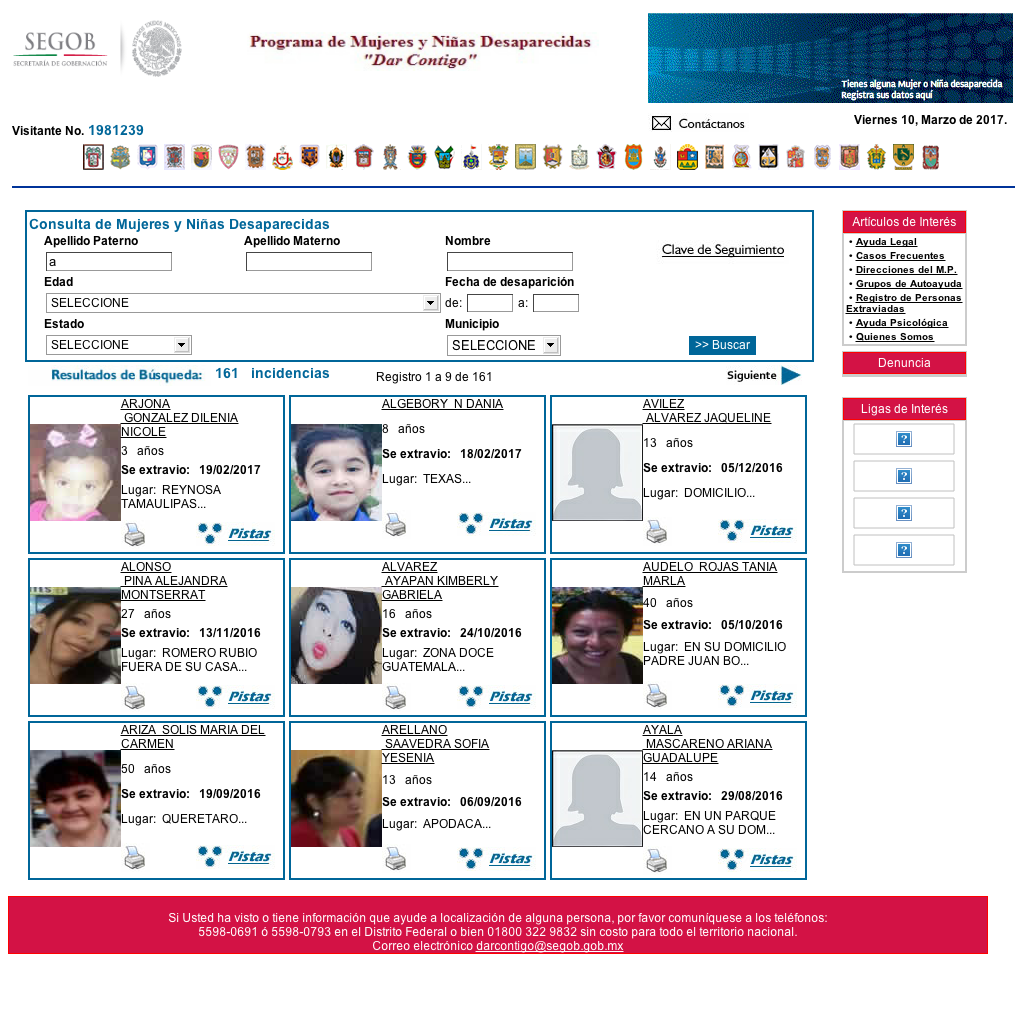 SEGOB
SECRETARÍA DE GOBERNACIÓN
Programa de Mujeres y Niñas Desaparecidas
"Dar Contigo"
Tienes alguna Mujer o Niña desaparecida
Registra sus datos aquí
Visitante No. 1981239
Contáctanos
Viernes 10, Marzo de 2017.
Consulta de Mujeres y Niñas Desaparecidas
Apellido Paterno Apellido Materno Nombre
a
Clave de Seguimiento
Edad Fecha de desaparición
SELECCIONE de: a:
Estado Municipio
SELECCIONE SELECCIONE >> Buscar
Resultados de Búsqueda: 161 incidencias Registro 1 a 9 de 161 Siguiente
ARJONA
GONZALEZ DILENIA
NICOLE
3 años
Se extravio: 19/02/2017
Lugar: REYNOSA
TAMAULIPAS...
Pistas
ALGEBORY N DANIA
8 años
Se extravio: 18/02/2017
Lugar: TEXAS...
Pistas
AVILEZ
ALVAREZ JAQUELINE
13 años
Se extravio: 05/12/2016
Lugar: DOMICILIO...
Pistas
ALONSO
PINA ALEJANDRA
MONTSERRAT
27 años
Se extravio: 13/11/2016
Lugar: ROMERO RUBIO
FUERA DE SU CASA...
Pistas
ALVAREZ
AYAPAN KIMBERLY
GABRIELA
16 años
Se extravio: 24/10/2016
Lugar: ZONA DOCE
GUATEMALA...
Pistas
AUDELO ROJAS TANIA
MARLA
40 años
Se extravio: 05/10/2016
Lugar: EN SU DOMICILIO
PADRE JUAN BO...
Pistas
ARIZA SOLIS MARIA DEL
CARMEN
50 años
Se extravio: 19/09/2016
Lugar: QUERETARO...
Pistas
ARELLANO
SAAVEDRA SOFIA
YESENIA
13 años
Se extravio: 06/09/2016
Lugar: APODACA...
Pistas
AYALA
MASCARENO ARIANA
GUADALUPE
14 años
Se extravio: 29/08/2016
Lugar: EN UN PARQUE
CERCANO A SU DOM...
Pistas
Artículos de Interés
• Ayuda Legal
• Casos Frecuentes
• Direcciones del M.P.
• Grupos de Autoayuda
• Registro de Personas
Extraviadas
• Ayuda Psicológica
• Quienes Somos
Denuncia
Ligas de Interés
?
?
?
?
Si Usted ha visto o tiene información que ayude a localización de alguna persona, por favor comuníquese a los teléfonos:
5598-0691 ó 5598-0793 en el Distrito Federal o bien 01800 322 9832 sin costo para todo el territorio nacional.
Correo electrónico darcontigo@segob.gob.mx